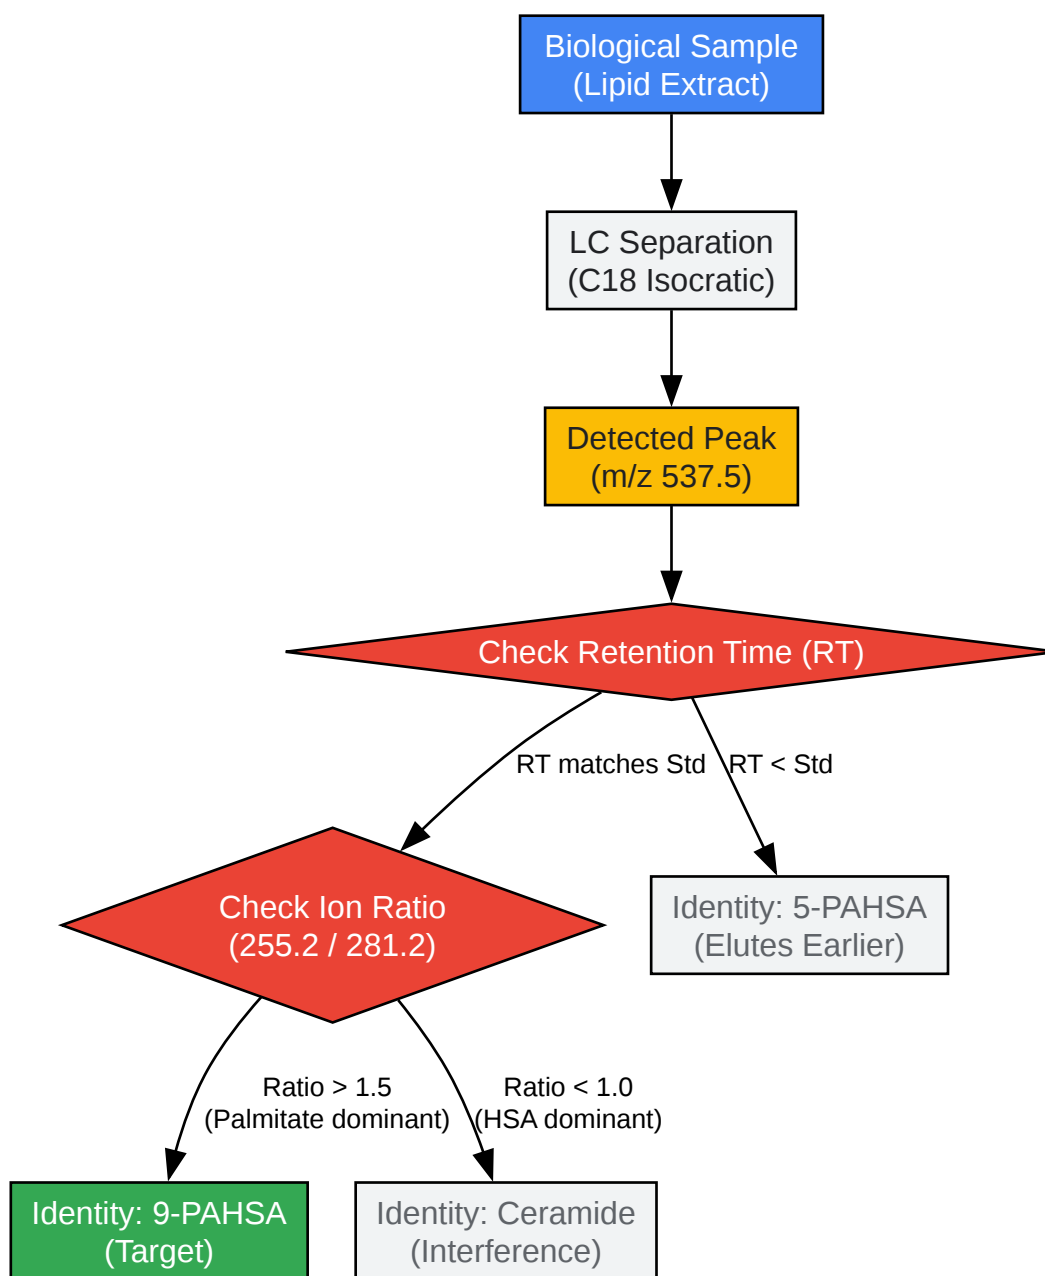 Biological Sample
(Lipid Extract)
LC Separation
(C18 Isocratic)
Detected Peak
(m/z 537.5)
Check Retention Time (RT)
RT matches Std
RT < Std
Check Ion Ratio
(255.2 / 281.2)
Identity: 5-PAHSA
(Elutes Earlier)
Ratio > 1.5
(Palmitate dominant)
Ratio < 1.0
(HSA dominant)
Identity: 9-PAHSA
(Target)
Identity: Ceramide
(Interference)